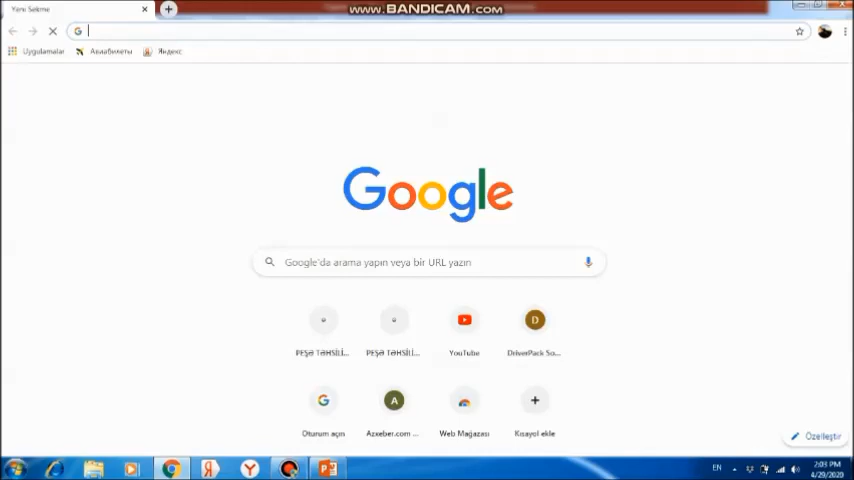 Yeni Sekme
WWW.BANDICAM.COM
Uygulamalar
Авиабилеты
Яндекс
Google
Google'da arama yapın veya bir URL yazın
PEŞƏ TƏHSİLİ...
PEŞƏ TƏHSİLİ...
YouTube
D
DriverPack So...
Oturum açın
A
Azxeber.com ...
Web Mağazası
Kısayol ekle
Özelleştir
EN
2:03 PM
4/29/2020